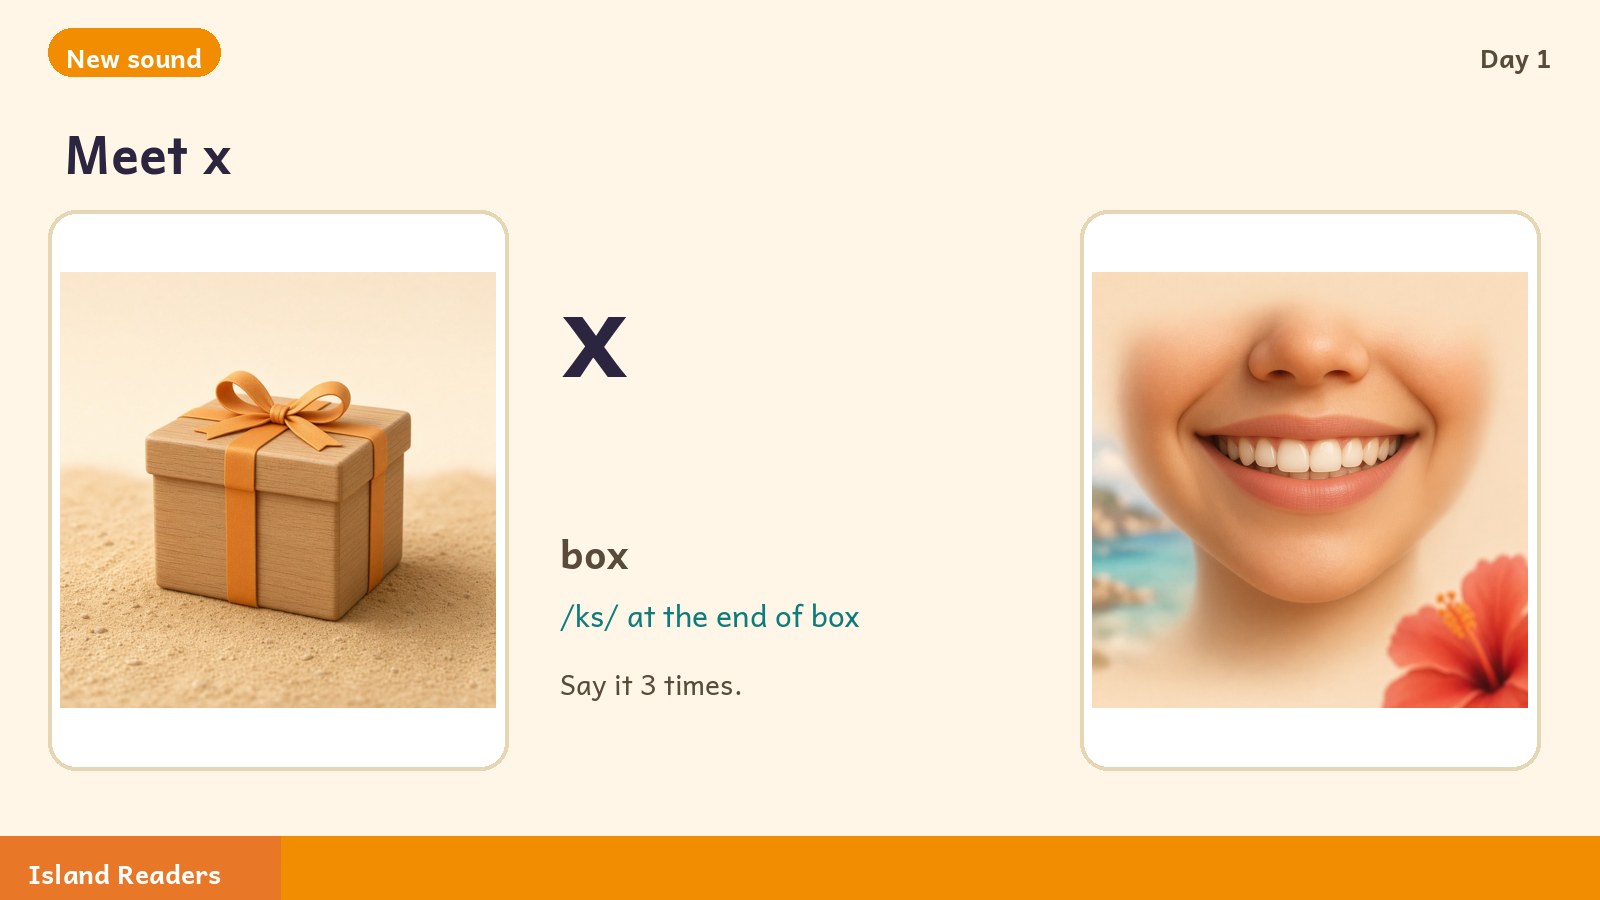 New sound
Day 1
Meet x
x
box
/ks/ at the end of box
Say it 3 times.
Island Readers